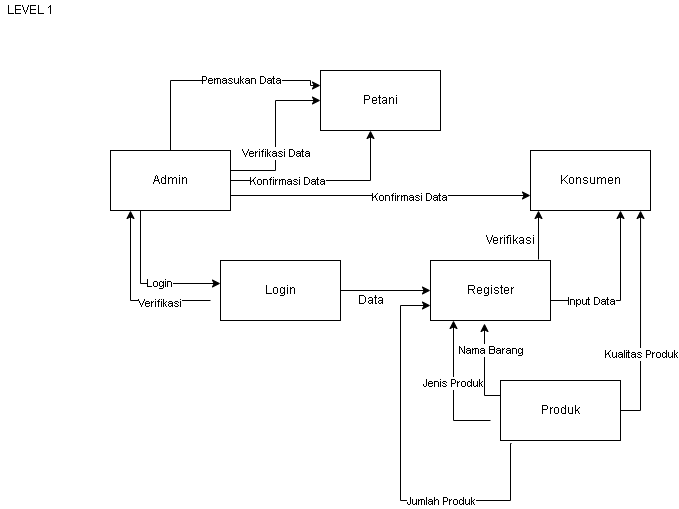 LEVEL 1
Pemasukan Data
Petani
Verifikasi Data
Admin
Konfirmasi Data
Konsumen
Konfirmasi Data
Verifikasi
Login
Login
Register
Verifikasi
Data
Input Data
Nama Barang
Kualitas Produk
Jenis Produk
Produk
Jumlah Produk